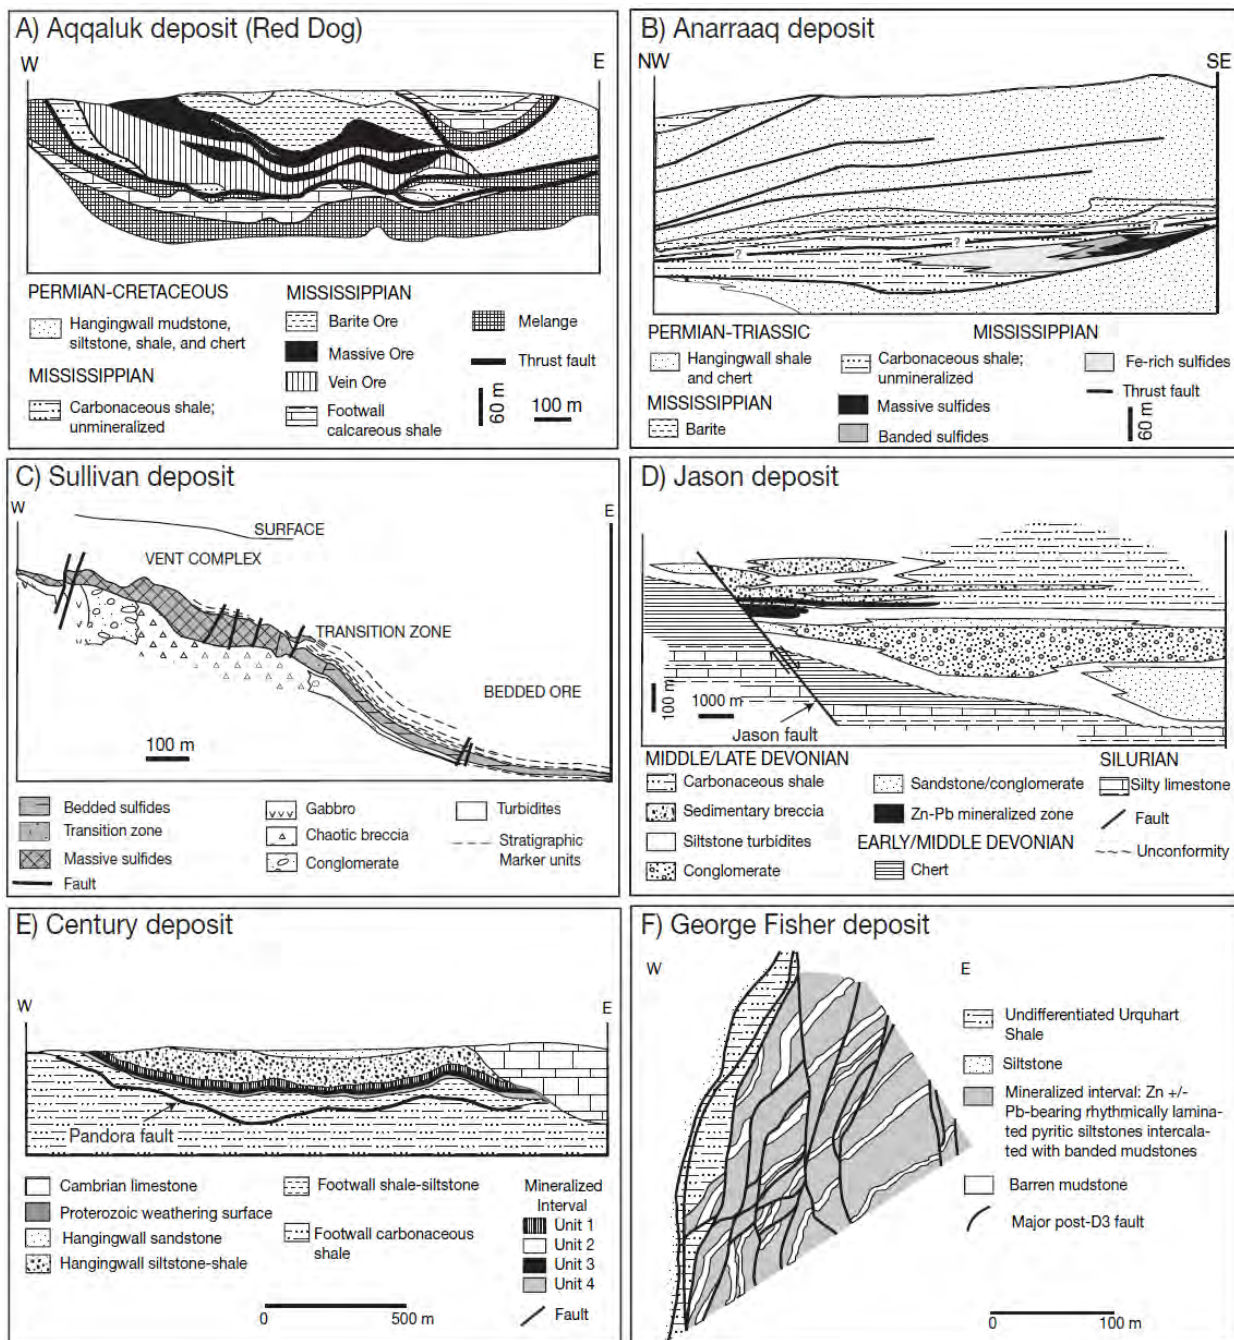 A) Aqqaluk deposit (Red Dog)
W
E
PERMIAN-CRETACEOUS
Hangingwall mudstone,
siltstone, shale, and chert
MISSISSIPPIAN
Carbonaceous shale;
unmineralized
MISSISSIPPIAN
Barite Ore
Massive Ore
Vein Ore
Footwall
calcareous shale
Melange
Thrust fault
60 m
100 m
B) Anarraaq deposit
NW
SE
?
?
?
PERMIAN-TRIASSIC
Hangingwall shale
and chert
MISSISSIPPIAN
Barite
MISSISSIPPIAN
Carbonaceous shale;
unmineralized
Massive sulfides
Banded sulfides
Fe-rich sulfides
Thrust fault
60 m
C) Sullivan deposit
W
E
SURFACE
VENT COMPLEX
TRANSITION ZONE
BEDDED ORE
100 m
Bedded sulfides
Transition zone
Massive sulfides
Fault
Gabbro
Chaotic breccia
Conglomerate
Turbidites
Stratigraphic
Marker units
D) Jason deposit
100 m
1000 m
Jason fault
MIDDLE/LATE DEVONIAN
Carbonaceous shale
Sedimentary breccia
Siltstone turbidites
Conglomerate
Sandstone/conglomerate
Zn-Pb mineralized zone
EARLY/MIDDLE DEVONIAN
Chert
SILURIAN
Silty limestone
Fault
Unconformity
E) Century deposit
W
E
Pandora fault
Cambrian limestone
Proterozoic weathering surface
Hangingwall sandstone
Hangingwall siltstone-shale
Footwall shale-siltstone
Footwall carbonaceous
shale
Mineralized
Interval
Unit 1
Unit 2
Unit 3
Unit 4
Fault
0
500 m
F) George Fisher deposit
W
E
Undifferentiated Urquhart
Shale
Siltstone
Mineralized interval: Zn +/-
Pb-bearing rhythmically lamina-
ted pyritic siltstones intercala-
ted with banded mudstones
Barren mudstone
Major post-D3 fault
0
100 m